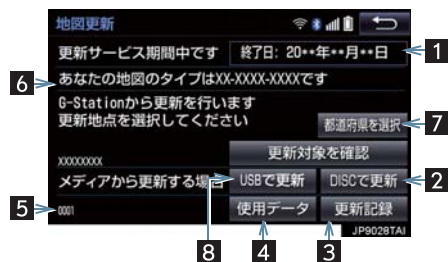 地図更新
更新サービス期間中です 終了日: 20**年**月**日 1
6 あなたの地図のタイプはXX-XXXX-XXXXです
G-Stationから更新を行います
更新地点を選択してください 都道府県を選択 7
更新対象を確認
XXXXXXXX
メディアから更新する場合 USBで更新 DISCで更新 2
5 0001 使用データ 更新記録
JP9028TAI
8 4 3